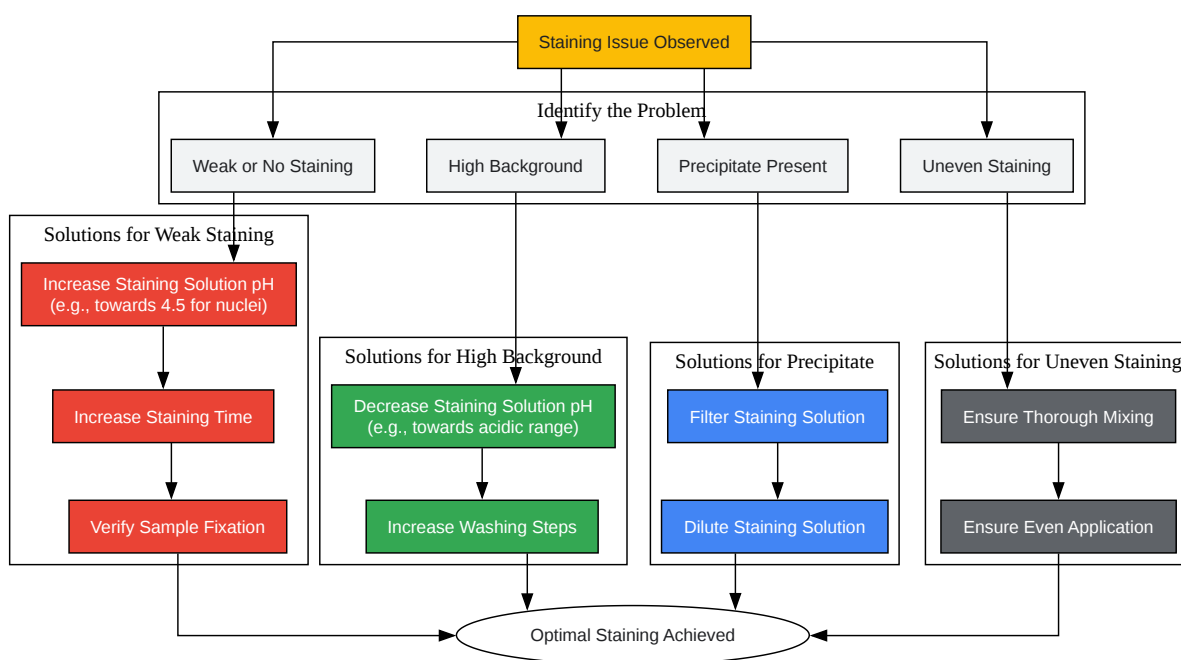 Staining Issue Observed
Identify the Problem
Weak or No Staining
High Background
Precipitate Present
Uneven Staining
Solutions for Weak Staining
Increase Staining Solution pH
(e.g., towards 4.5 for nuclei)
Increase Staining Time
Verify Sample Fixation
Solutions for High Background
Decrease Staining Solution pH
(e.g., towards acidic range)
Increase Washing Steps
Solutions for Precipitate
Filter Staining Solution
Dilute Staining Solution
Solutions for Uneven Staining
Ensure Thorough Mixing
Ensure Even Application
Optimal Staining Achieved